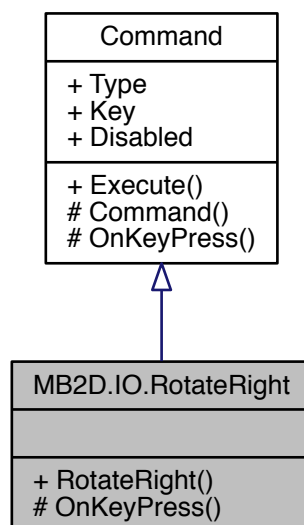 Command
+ Type
+ Key
+ Disabled
+ Execute()
# Command()
# OnKeyPress()
MB2D.IO.RotateRight
+ RotateRight()
# OnKeyPress()